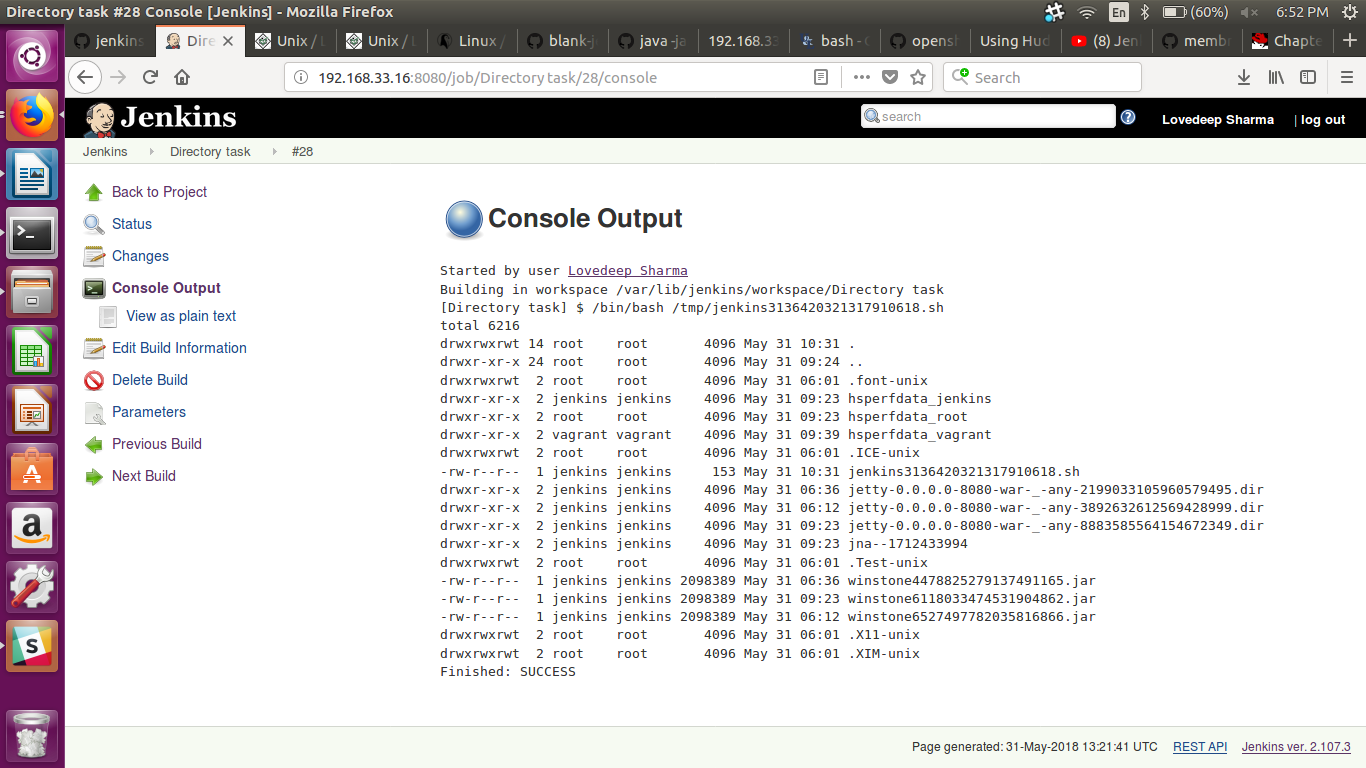 Directory task #28 Console [Jenkins] - Mozilla Firefox
En
(60%)
6:52 PM
jenkins
Dire
Unix / L
Unix / L
Linux /
blank-j
java -ja
192.168.33
bash - C
opensh
Using Hud
(8) Jen
membr
Chapte
192.168.33.16:8080/job/Directory task/28/console
Search
Jenkins
search
Lovedeep Sharma
| log out
Jenkins
Directory task
#28
Back to Project
Status
Changes
Console Output
View as plain text
Edit Build Information
Delete Build
Parameters
Previous Build
Next Build
Console Output
Started by user Lovedeep Sharma
Building in workspace /var/lib/jenkins/workspace/Directory task
[Directory task] $ /bin/bash /tmp/jenkins3136420321317910618.sh
total 6216
drwxrwxrwt 14 root    root       4096 May 31 10:31 .
drwxr-xr-x 24 root    root       4096 May 31 09:24 ..
drwxrwxrwt  2 root    root       4096 May 31 06:01 .font-unix
drwxr-xr-x  2 jenkins jenkins    4096 May 31 09:23 hsperfdata_jenkins
drwxr-xr-x  2 root    root       4096 May 31 09:23 hsperfdata_root
drwxr-xr-x  2 vagrant vagrant    4096 May 31 09:39 hsperfdata_vagrant
drwxrwxrwt  2 root    root       4096 May 31 06:01 .ICE-unix
-rw-r--r--  1 jenkins jenkins     153 May 31 10:31 jenkins3136420321317910618.sh
drwxr-xr-x  2 jenkins jenkins    4096 May 31 06:36 jetty-0.0.0.0-8080-war-_-any-2199033105960579495.dir
drwxr-xr-x  2 jenkins jenkins    4096 May 31 06:12 jetty-0.0.0.0-8080-war-_-any-3892632612569428999.dir
drwxr-xr-x  2 jenkins jenkins    4096 May 31 09:23 jetty-0.0.0.0-8080-war-_-any-8883585564154672349.dir
drwxr-xr-x  2 jenkins jenkins    4096 May 31 09:23 jna--1712433994
drwxrwxrwt  2 root    root       4096 May 31 06:01 .Test-unix
-rw-r--r--  1 jenkins jenkins 2098389 May 31 06:36 winstone4478825279137491165.jar
-rw-r--r--  1 jenkins jenkins 2098389 May 31 09:23 winstone6118033474531904862.jar
-rw-r--r--  1 jenkins jenkins 2098389 May 31 06:12 winstone6527497782035816866.jar
drwxrwxrwt  2 root    root       4096 May 31 06:01 .X11-unix
drwxrwxrwt  2 root    root       4096 May 31 06:01 .XIM-unix
Finished: SUCCESS
Page generated: 31-May-2018 13:21:41 UTC
REST API
Jenkins ver. 2.107.3